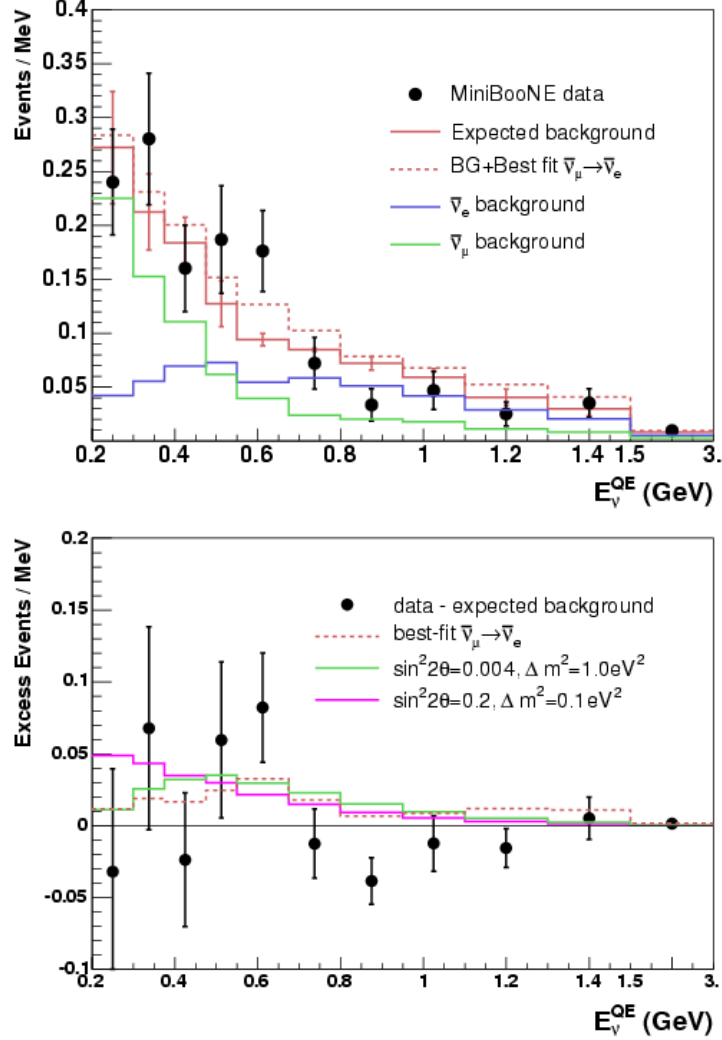 0.4
0.35
0.3
0.25
0.2
0.15
0.1
0.05
Events / MeV
MiniBooNE data
Expected background
BG+Best fit ν̅μ→ν̅e
ν̅e background
ν̅μ background
0.2 0.4 0.6 0.8 1 1.2 1.4 1.5 3.
EνQE (GeV)
0.2
0.15
0.1
0.05
0
-0.05
-0.1
Excess Events / MeV
data - expected background
best-fit ν̅μ→ν̅e
sin²2θ=0.004, Δ m²=1.0eV²
sin²2θ=0.2, Δ m²=0.1eV²
0.2 0.4 0.6 0.8 1 1.2 1.4 1.5 3.
EνQE (GeV)